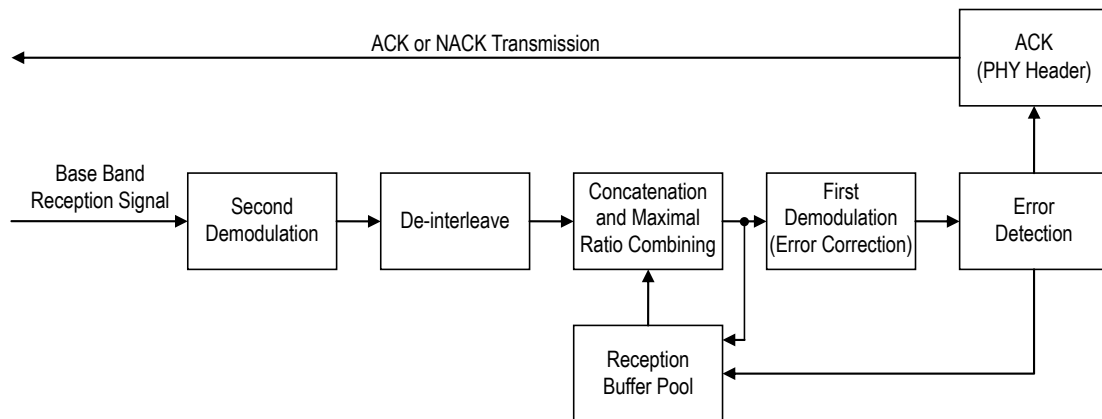 ACK or NACK Transmission
ACK
(PHY Header)
Base Band
Reception Signal
Second
Demodulation
De-interleave
Concatenation
and Maximal
Ratio Combining
First
Demodulation
(Error Correction)
Error
Detection
Reception
Buffer Pool